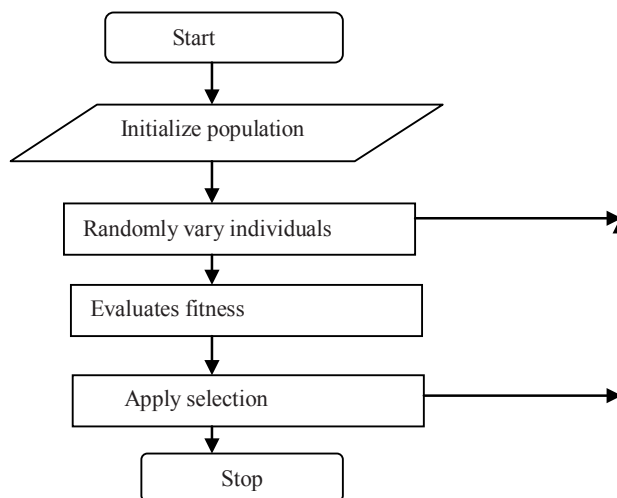 Start
Initialize population
Randomly vary individuals
Evaluates fitness
Apply selection
Stop